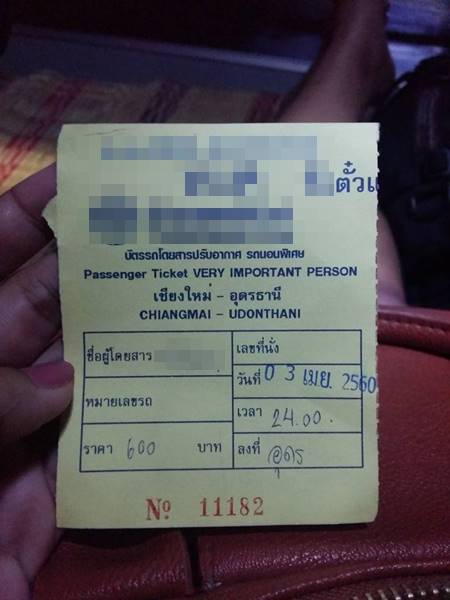 ตั๋วเ
บัตรรถโดยสารปรับอากาศ รถนอนพิเศษ
Passenger Ticket VERY IMPORTANT PERSON
เชียงใหม่ - อุดรธานี
CHIANGMAI - UDONTHANI
ชื่อผู้โดยสาร
เลขที่นั่ง
วันที่ 0 3 เม.ย. 2560
หมายเลขรถ
เวลา 24.00.
ราคา 600 บาท
ลงที่ อุดร
Nº 11182